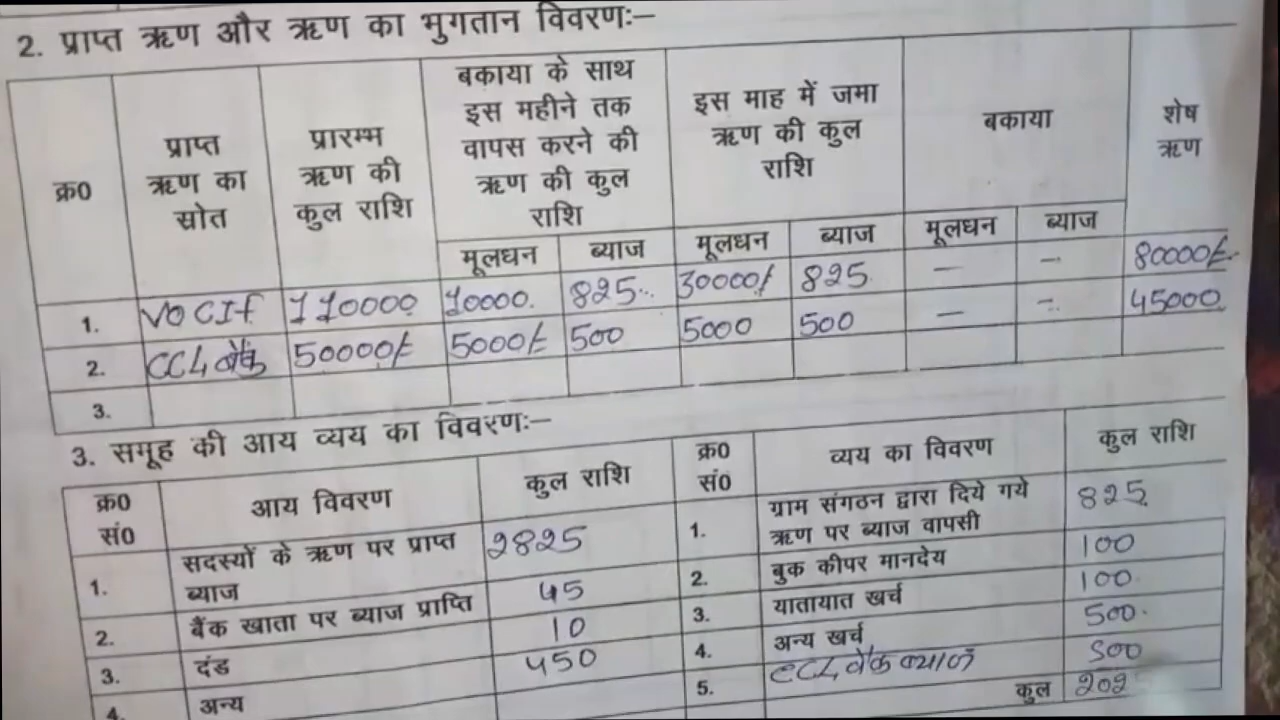 2. प्राप्त ऋण और ऋण का भुगतान विवरणः–
क्र0 प्राप्त ऋण का स्रोत प्रारम्भ ऋण की कुल राशि बकाया के साथ इस महीने तक वापस करने की ऋण की कुल राशि इस माह में जमा ऋण की कुल राशि बकाया शेष ऋण
मूलधन ब्याज मूलधन ब्याज मूलधन ब्याज
1. VO CIF 110000 10000 825 30000/ 825 — — 80000/-
2. CCL बैंक 50000/- 5000/- 500 5000 500 — — 45000
3.
3. समूह की आय व्यय का विवरणः–
क्र0 सं0 आय विवरण कुल राशि क्र0 सं0 व्यय का विवरण कुल राशि
1. सदस्यों के ऋण पर प्राप्त ब्याज 2825 1. ग्राम संगठन द्वारा दिये गये ऋण पर ब्याज वापसी 825
2. बैंक खाता पर ब्याज प्राप्ति 45 2. बुक कीपर मानदेय 100
3. दंड 10 3. यातायात खर्च 100
4. अन्य 450 4. अन्य खर्च 500
5. CCL बैंक ब्याज 500
कुल 202